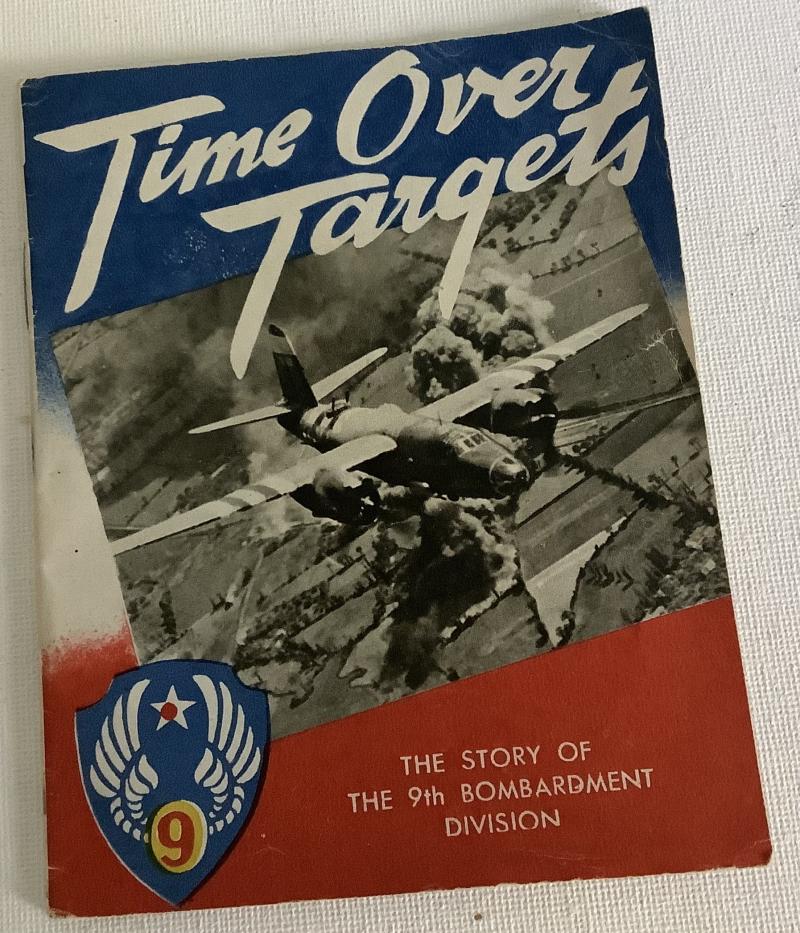 Time Over
Targets
THE STORY OF
THE 9th BOMBARDMENT
DIVISION
9